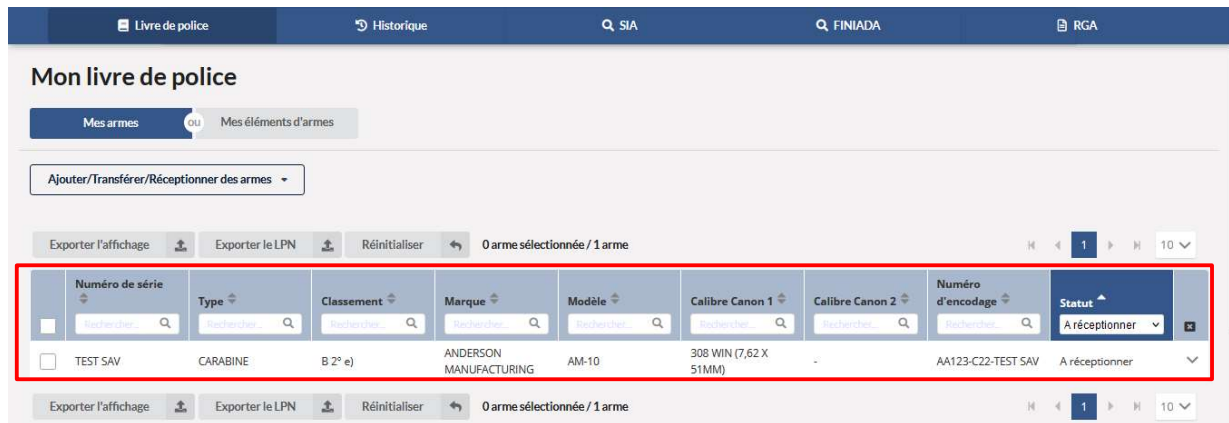 Livre de police Historique SIA FINIADA RGA
Mon livre de police
Mes armes ou Mes éléments d'armes
Ajouter/Transférer/Réceptionner des armes
Exporter l'affichage Exporter le LPN Réinitialiser 0 arme sélectionnée / 1 arme 1 10
Numéro de série Type Classement Marque Modèle Calibre Canon 1 Calibre Canon 2 Numéro d'encodage Statut
Rechercher... Rechercher... Rechercher... Rechercher... Rechercher... Rechercher... Rechercher... Rechercher... A réceptionner
TEST SAV CARABINE B 2° e) ANDERSON MANUFACTURING AM-10 308 WIN (7,62 X 51MM) - AA123-C22-TEST SAV A réceptionner
Exporter l'affichage Exporter le LPN Réinitialiser 0 arme sélectionnée / 1 arme 1 10